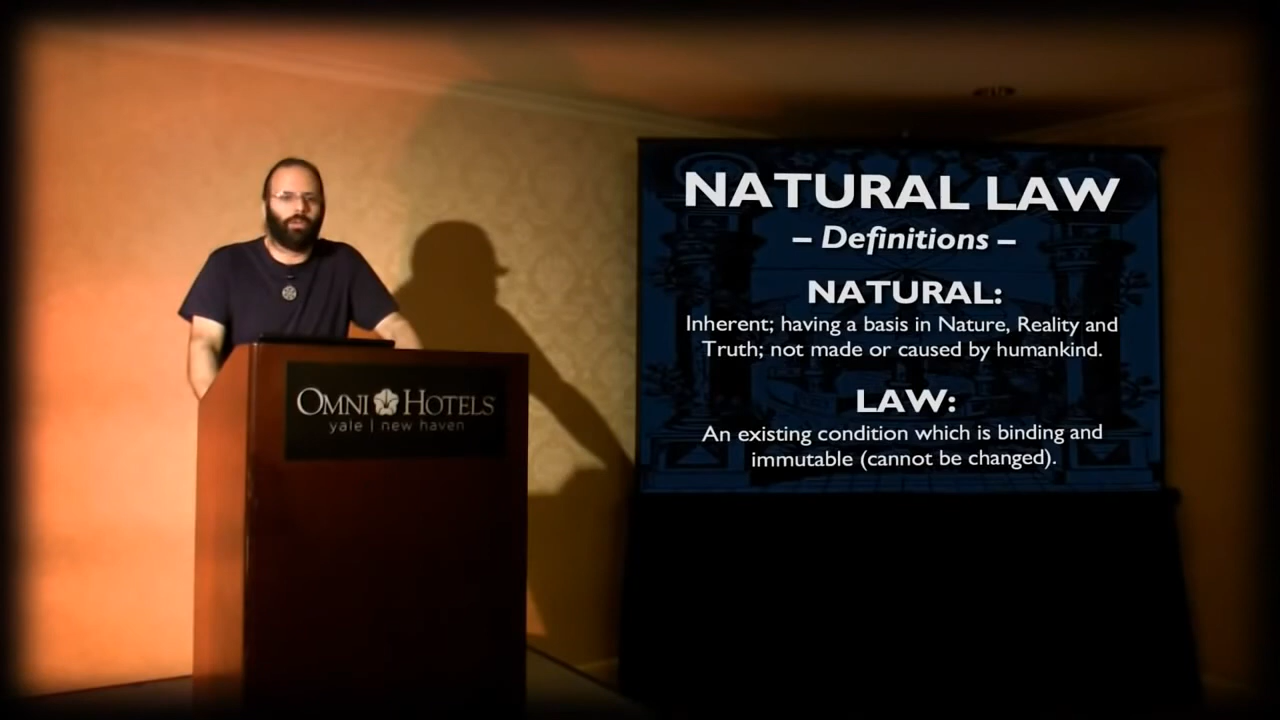 OMNI HOTELS
yale | new haven
NATURAL LAW
– Definitions –
NATURAL:
Inherent; having a basis in Nature, Reality and
Truth; not made or caused by humankind.
LAW:
An existing condition which is binding and
immutable (cannot be changed).